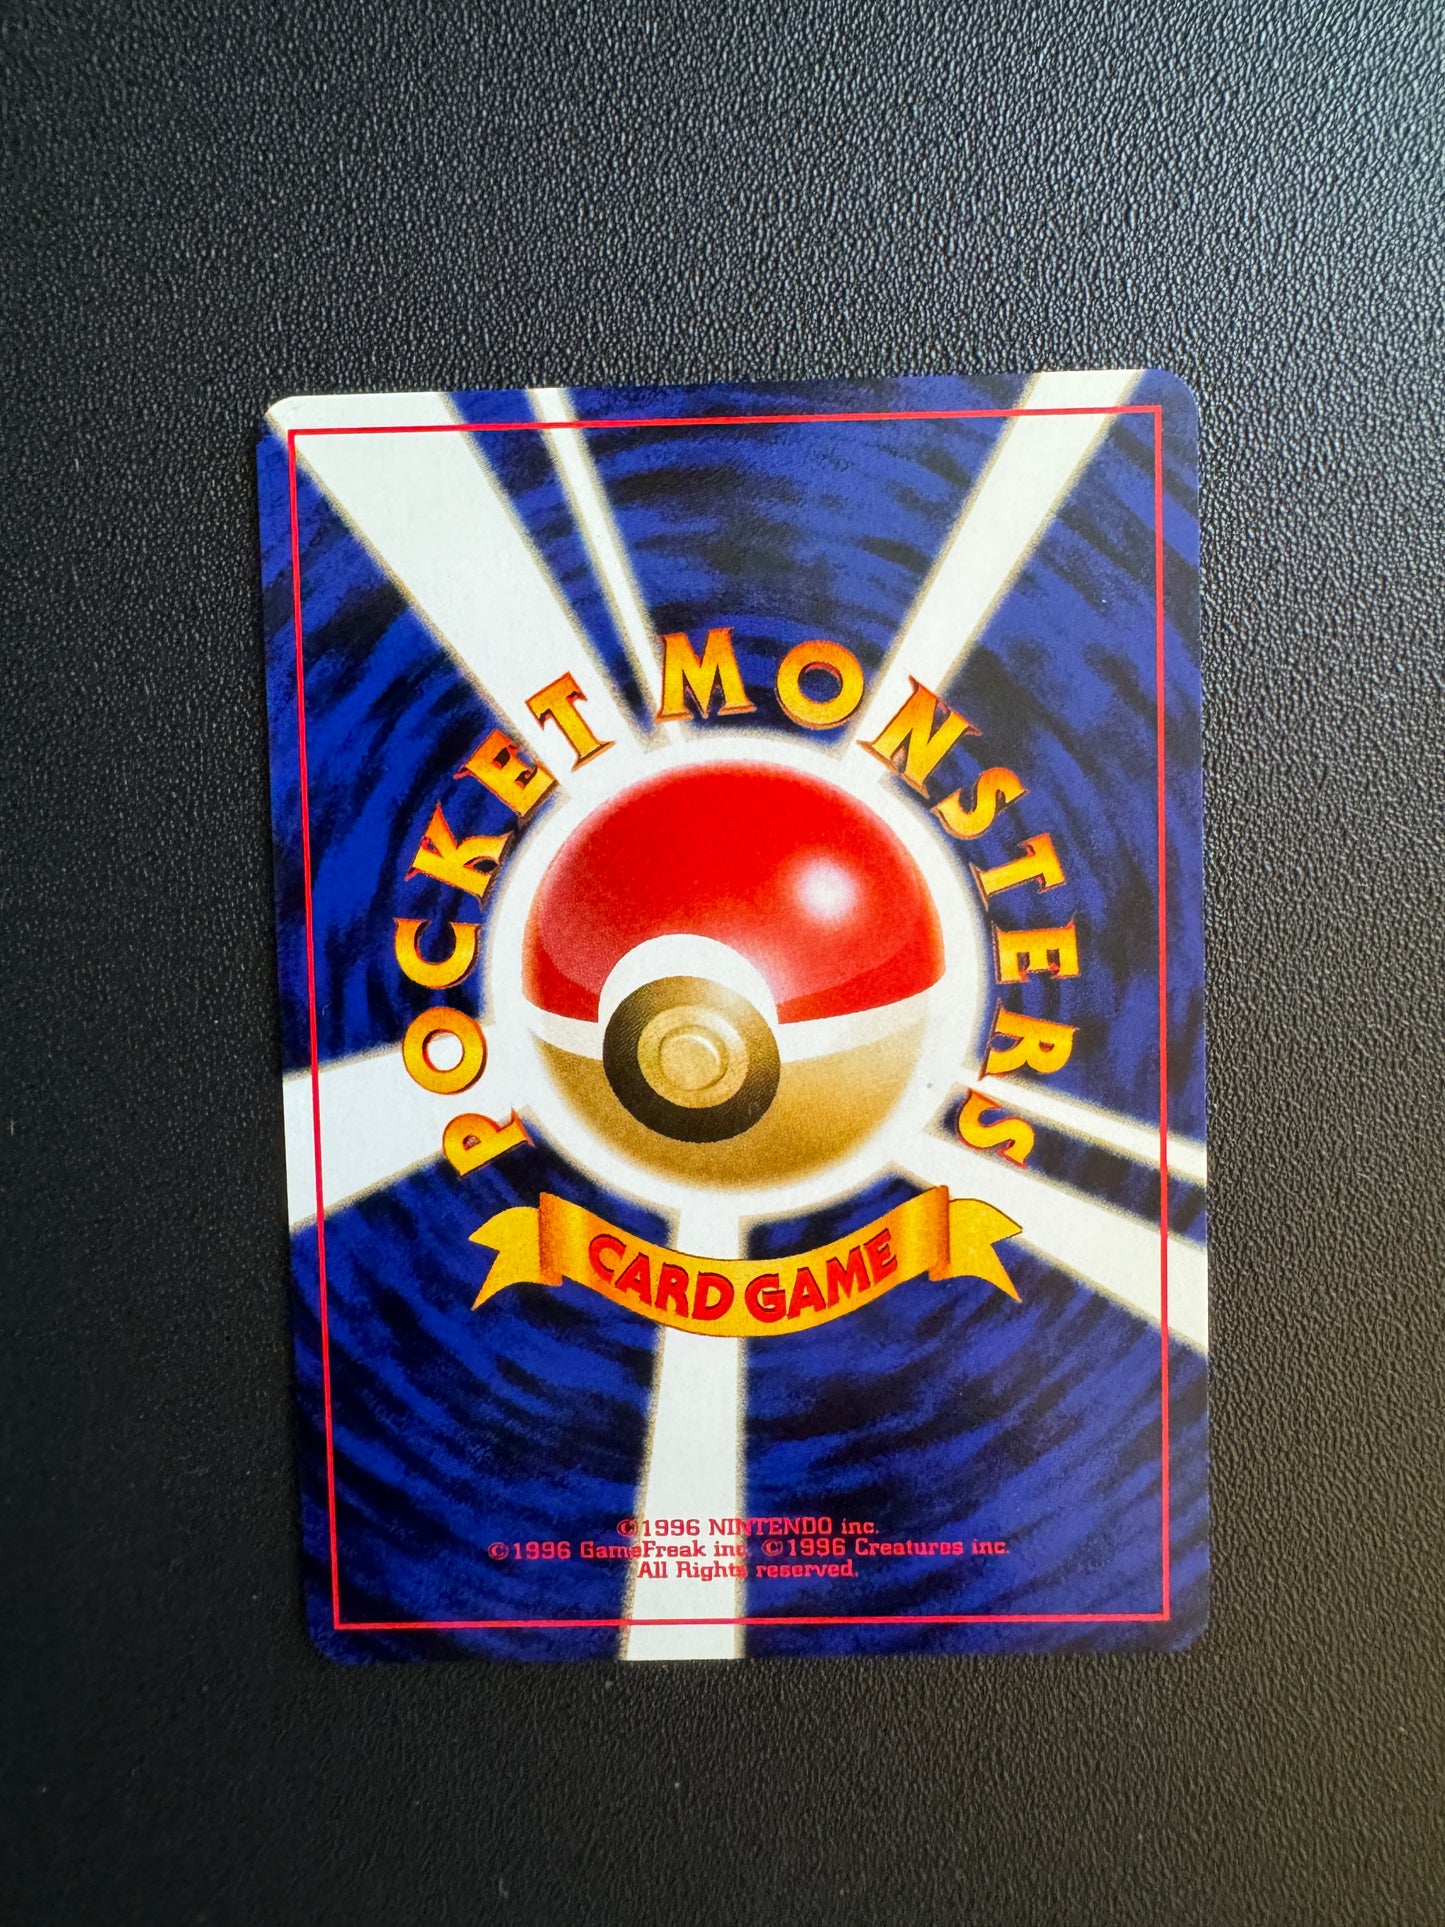 POCKET MONSTERS
CARD GAME
©1996 NINTENDO inc.
©1996 GameFreak inc. ©1996 Creatures inc.
All Rights reserved.